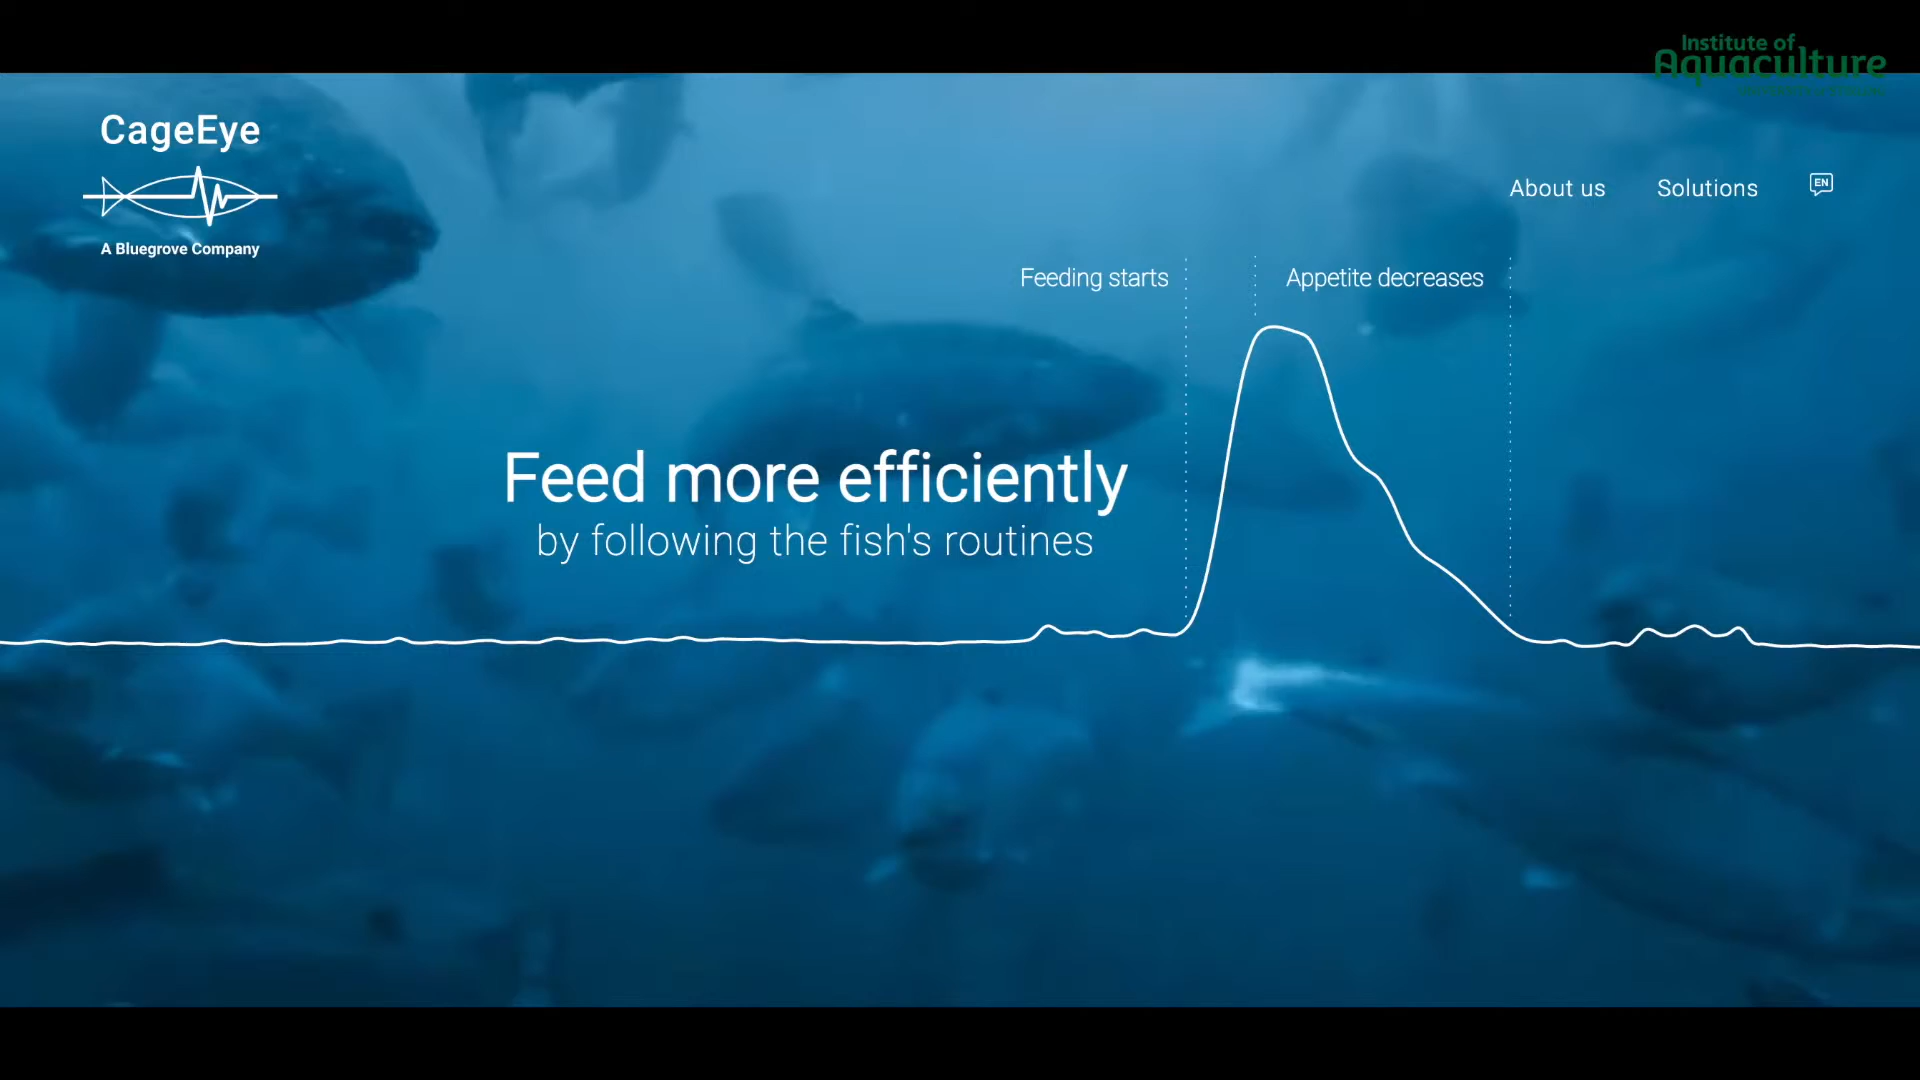 Institute of
Aquaculture
CageEye
A Bluegrove Company
About us
Solutions
EN
Feeding starts
Appetite decreases
Feed more efficiently
by following the fish's routines